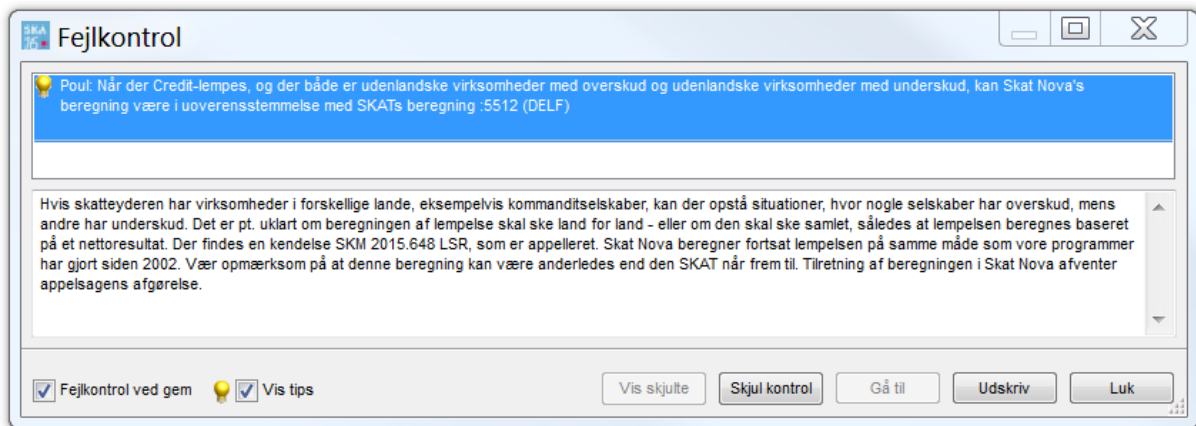 SKA
16
Fejlkontrol
Poul: Når der Credit-lempes, og der både er udenlandske virksomheder med overskud og udenlandske virksomheder med underskud, kan Skat Nova's
beregning være i uoverensstemmelse med SKATs beregning :5512 (DELF)
Hvis skatteyderen har virksomheder i forskellige lande, eksempelvis kommanditselskaber, kan der opstå situationer, hvor nogle selskaber har overskud, mens
andre har underskud. Det er pt. uklart om beregningen af lempelse skal ske land for land - eller om den skal ske samlet, således at lempelsen beregnes baseret
på et nettoresultat. Der findes en kendelse SKM 2015.648 LSR, som er appelleret. Skat Nova beregner fortsat lempelsen på samme måde som vore programmer
har gjort siden 2002. Vær opmærksom på at denne beregning kan være anderledes end den SKAT når frem til. Tilretning af beregningen i Skat Nova afventer
appelsagens afgørelse.
Fejlkontrol ved gem Vis tips Vis skjulte Skjul kontrol Gå til Udskriv Luk